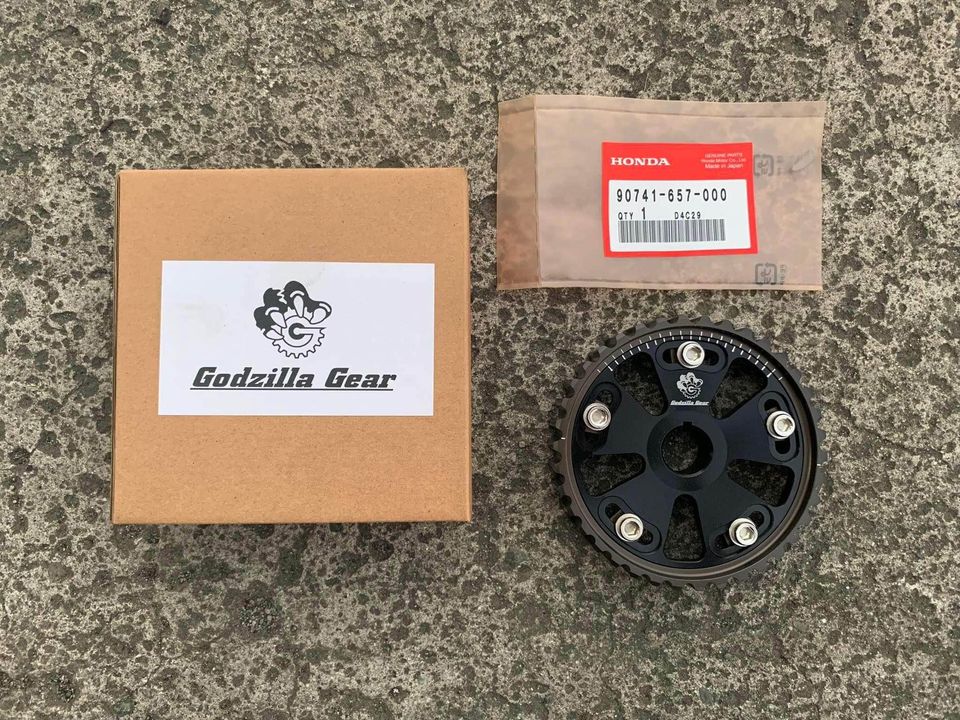 Godzilla Gear
HONDA
GENUINE PARTS
Honda Motor Co., Ltd.
Made in Japan
90741-657-000
QTY 1 D4C29
Godzilla Gear